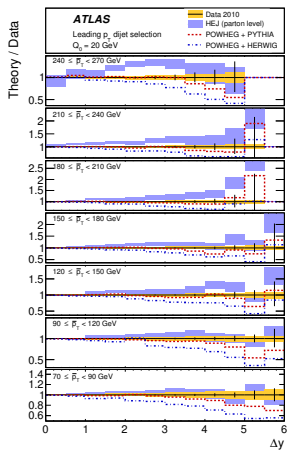 ATLAS
Leading p_T dijet selection
Q_0 = 20 GeV
Data 2010
HEJ (parton level)
POWHEG + PYTHIA
POWHEG + HERWIG
Theory / Data
240 ≤ p̅_T < 270 GeV
1
0.5
210 ≤ p̅_T < 240 GeV
2
1.5
1
180 ≤ p̅_T < 210 GeV
2.5
2
1.5
1
150 ≤ p̅_T < 180 GeV
2
1.5
1
0.5
120 ≤ p̅_T < 150 GeV
2
1.5
1
0.5
90 ≤ p̅_T < 120 GeV
1
0.5
70 ≤ p̅_T < 90 GeV
1.4
1.2
1
0.8
0.6
0 1 2 3 4 5 6
Δy